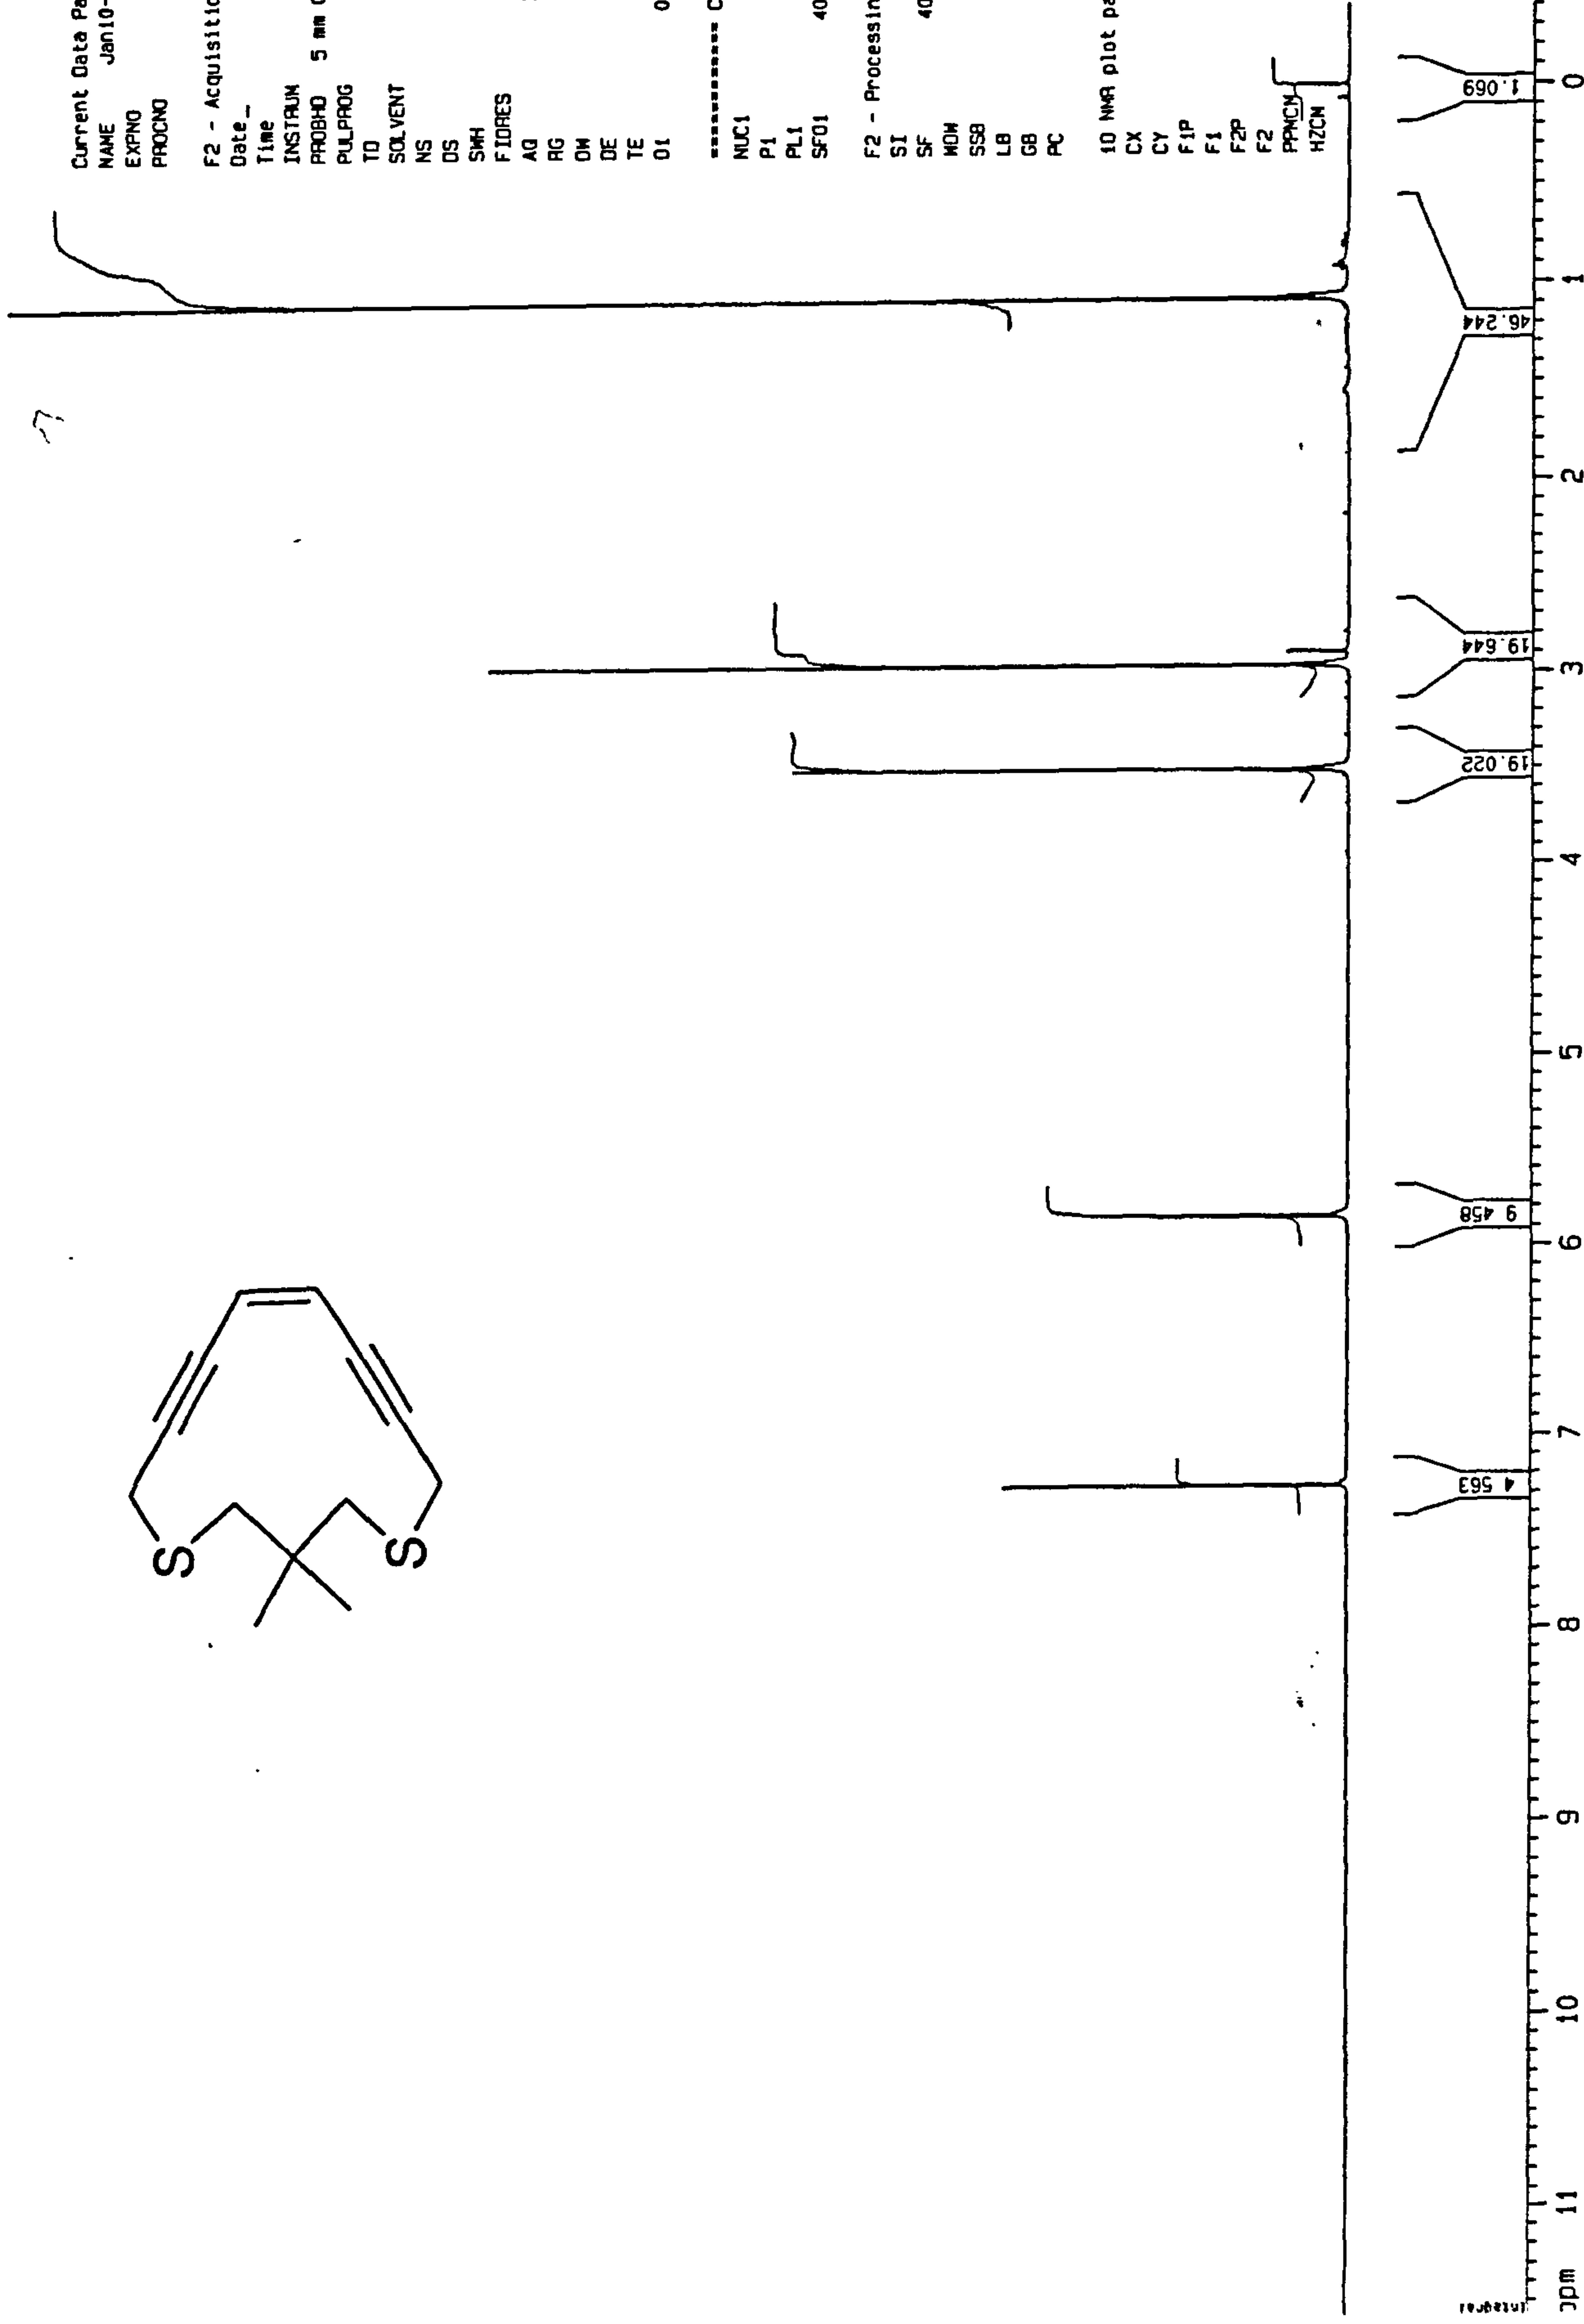 Current Data Pa
NAME Jan10-
EXPNO
PROCNO
F2 - Acquisitio
Date_
Time
INSTRUM
PROBHD 5 mm
PULPROG
TD
SOLVENT
NS
DS
SWH
FIDRES
AQ
RG
DW
DE
TE
D1 0
=========== C
NUC1
P1
PL1
SFO1 40
F2 - Processin
SI
SF 40
WDW
SSB
LB
GB
PC
1D NMR plot pa
CX
CY
F1P
F1
F2P
F2
PPMCM
HZCM
S
S
Integral
4.563
9.458
19.022
19.644
46.244
1.069
ppm 11 10 9 8 7 6 5 4 3 2 1 0